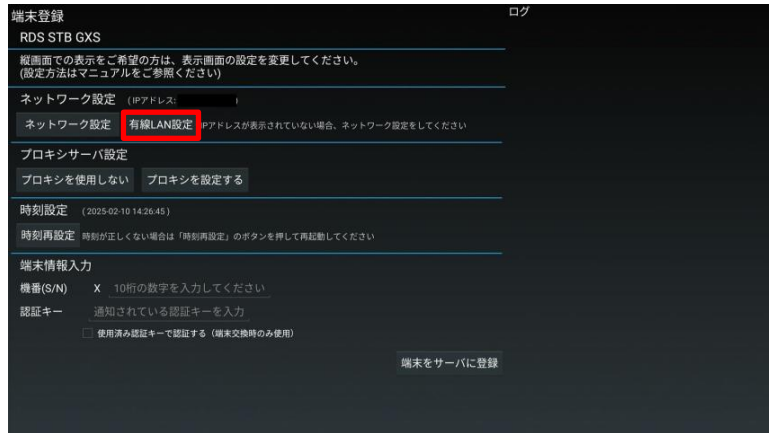 端末登録
ログ
RDS STB GXS
縦画面での表示をご希望の方は、表示画面の設定を変更してください。
(設定方法はマニュアルをご参照ください)
ネットワーク設定 (IPアドレス: )
ネットワーク設定 有線LAN設定 IPアドレスが表示されていない場合、ネットワーク設定をしてください
プロキシサーバ設定
プロキシを使用しない プロキシを設定する
時刻設定 (2025-02-10 14:26:45)
時刻再設定 時刻が正しくない場合は「時刻再設定」のボタンを押して再起動してください
端末情報入力
機番(S/N) X 10桁の数字を入力してください
認証キー 通知されている認証キーを入力
使用済み認証キーで認証する（端末交換時のみ使用）
端末をサーバに登録